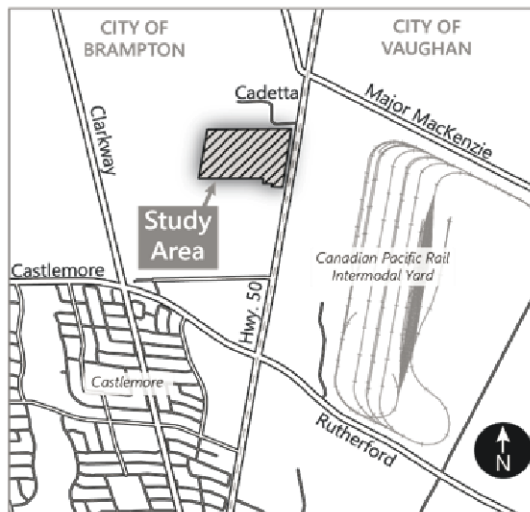 CITY OF
BRAMPTON
CITY OF
VAUGHAN
Cadetta
Major MacKenzie
Clarkway
Study
Area
Canadian Pacific Rail
Intermodal Yard
Castlemore
Hwy. 50
Castlemore
Rutherford
N